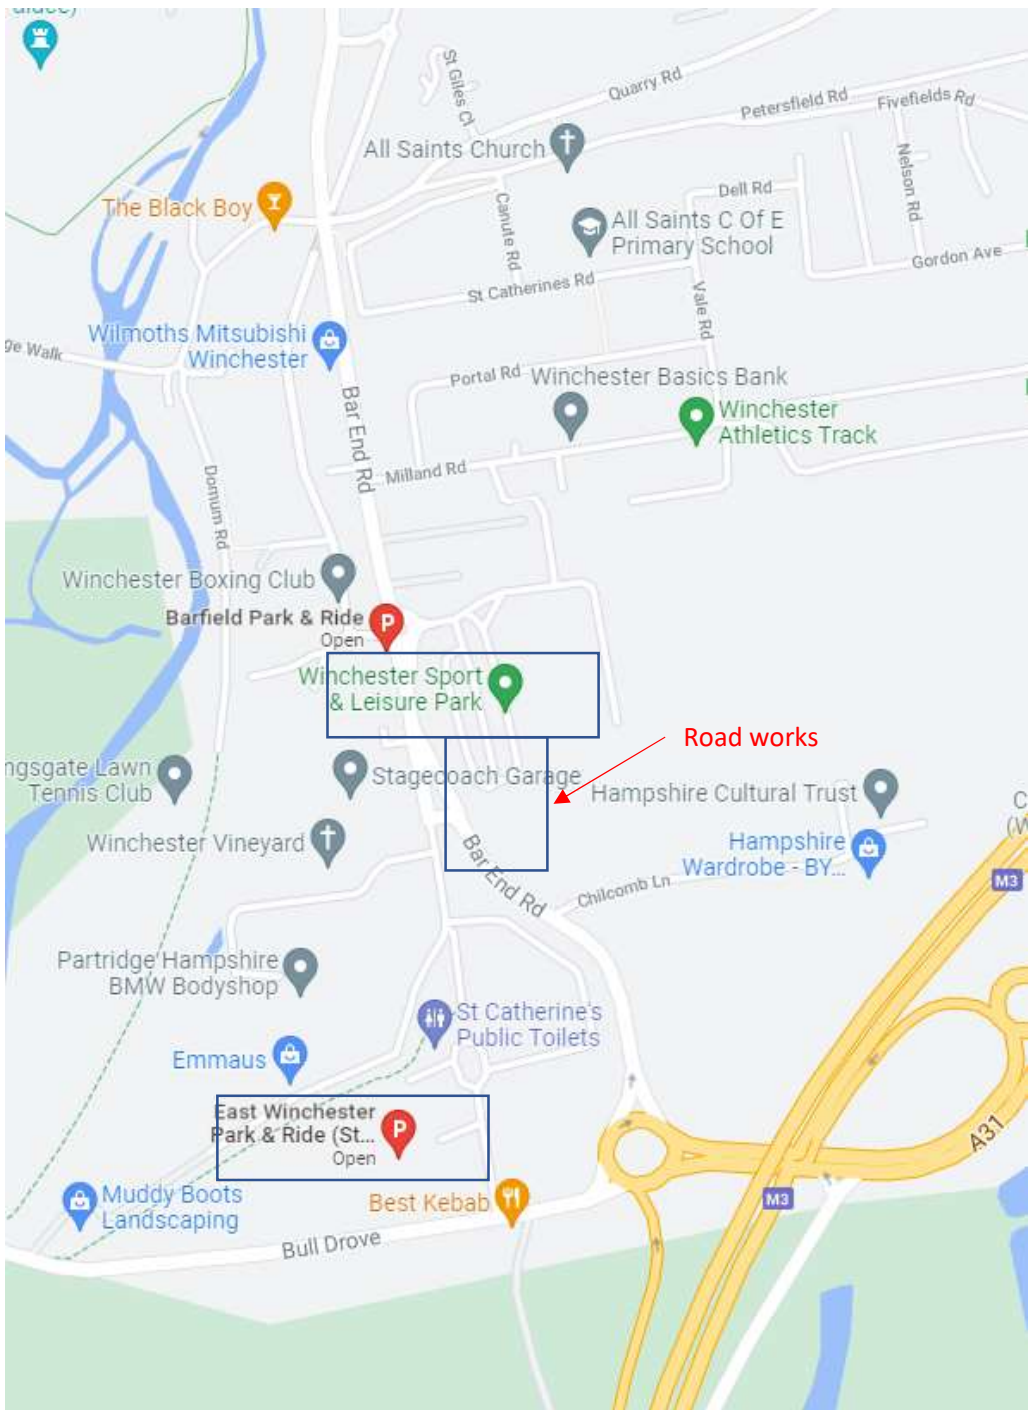 Quarry Rd
St Giles Cl
Petersfield Rd
Fivefields Rd
All Saints Church
Nelson Rd
Dell Rd
The Black Boy
Canute Rd
All Saints C Of E
Primary School
Gordon Ave
St Catherines Rd
Vale Rd
Wilmoths Mitsubishi
Winchester
Walk
Portal Rd
Winchester Basics Bank
Bar End Rd
Winchester
Athletics Track
Milland Rd
Domum Rd
Winchester Boxing Club
Barfield Park & Ride
P
Open
Winchester Sport
& Leisure Park
Road works
ngsgate Lawn
Tennis Club
Stagecoach Garage
Hampshire Cultural Trust
Winchester Vineyard
Hampshire
Wardrobe - BY...
Bar End Rd
Chilcomb Ln
M3
Partridge Hampshire
BMW Bodyshop
St Catherine's
Public Toilets
Emmaus
East Winchester
Park & Ride (St...
P
Open
A31
Muddy Boots
Landscaping
Best Kebab
M3
Bull Drove